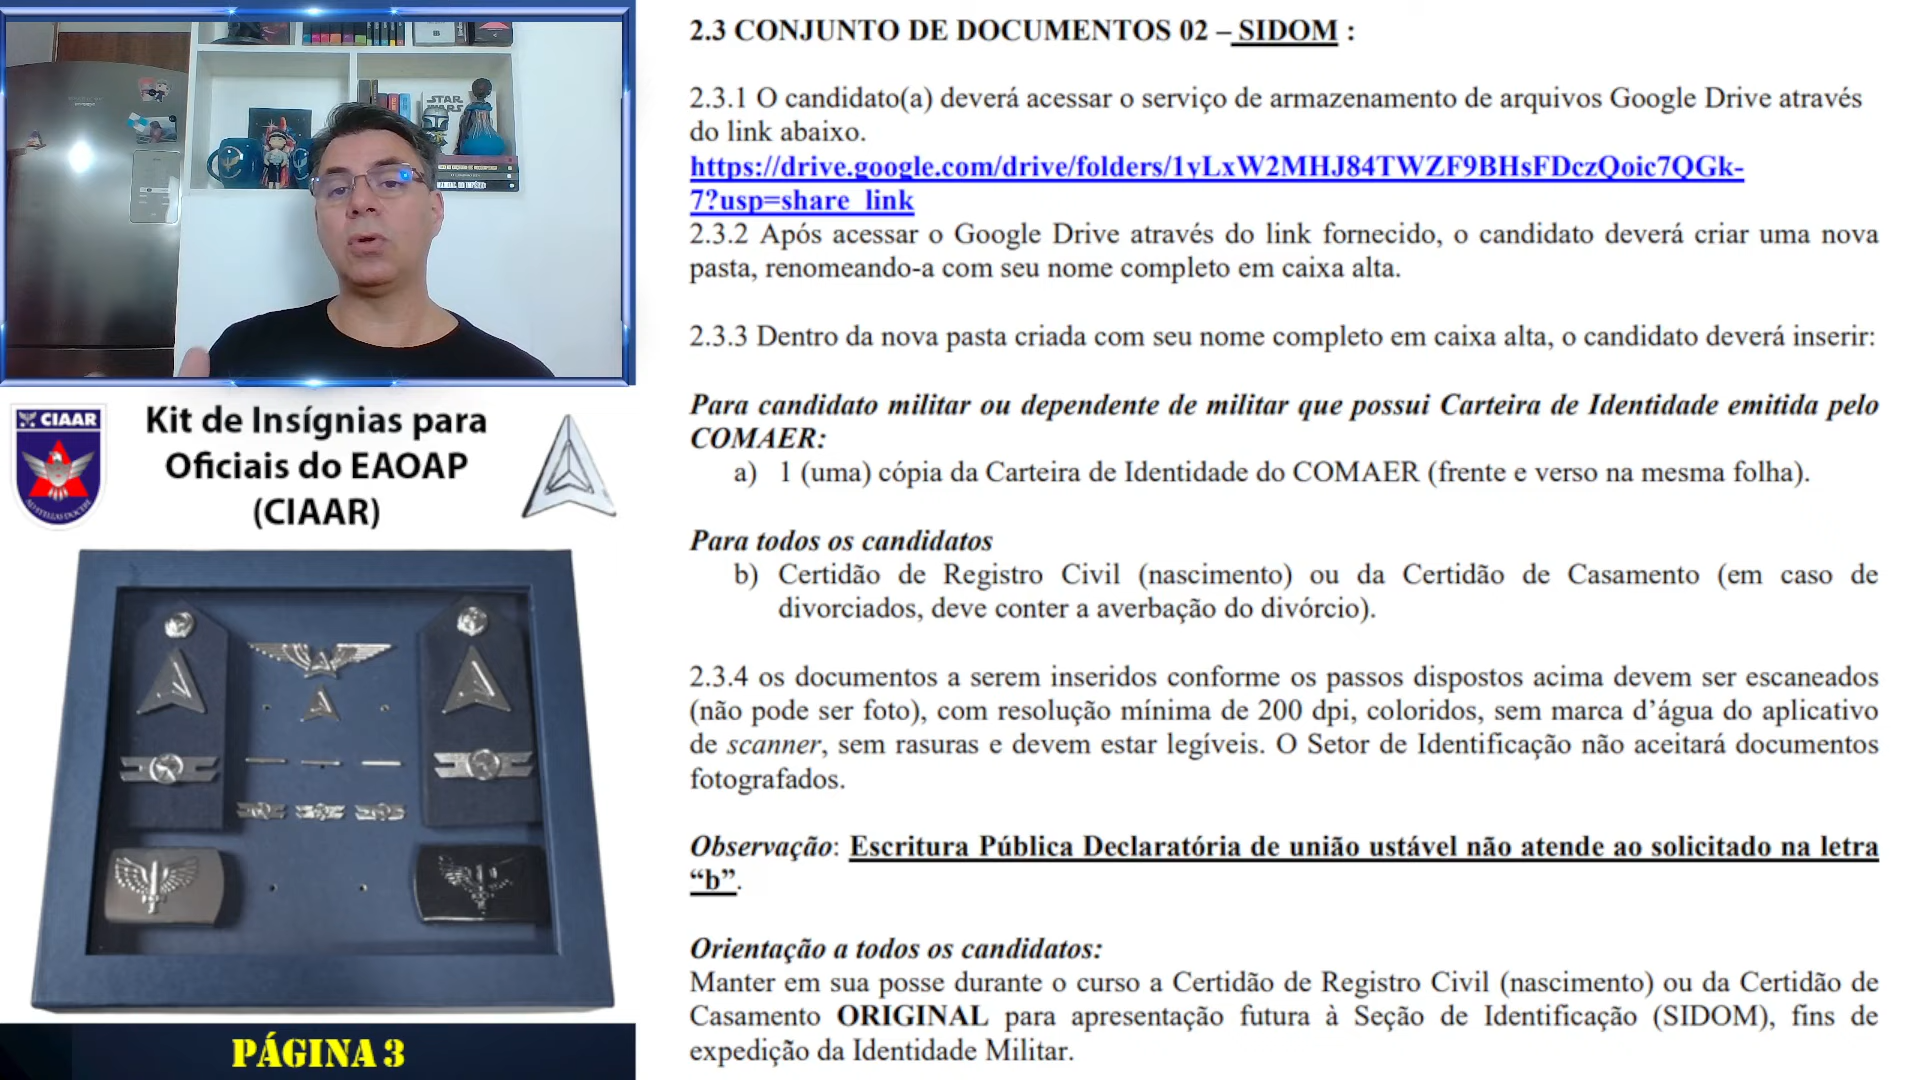 STAR
WARS
CIAAR
Kit de Insígnias para
Oficiais do EAOAP
(CIAAR)
PÁGINA 3
2.3 CONJUNTO DE DOCUMENTOS 02 – SIDOM :
2.3.1 O candidato(a) deverá acessar o serviço de armazenamento de arquivos Google Drive através
do link abaixo.
https://drive.google.com/drive/folders/1yLxW2MHJ84TWZF9BHsFDczQoic7QGk-
7?usp=share_link
2.3.2 Após acessar o Google Drive através do link fornecido, o candidato deverá criar uma nova
pasta, renomeando-a com seu nome completo em caixa alta.
2.3.3 Dentro da nova pasta criada com seu nome completo em caixa alta, o candidato deverá inserir:
Para candidato militar ou dependente de militar que possui Carteira de Identidade emitida pelo
COMAER:
a) 1 (uma) cópia da Carteira de Identidade do COMAER (frente e verso na mesma folha).
Para todos os candidatos
b) Certidão de Registro Civil (nascimento) ou da Certidão de Casamento (em caso de
divorciados, deve conter a averbação do divórcio).
2.3.4 os documentos a serem inseridos conforme os passos dispostos acima devem ser escaneados
(não pode ser foto), com resolução mínima de 200 dpi, coloridos, sem marca d’água do aplicativo
de scanner, sem rasuras e devem estar legíveis. O Setor de Identificação não aceitará documentos
fotografados.
Observação: Escritura Pública Declaratória de união ustável não atende ao solicitado na letra
“b”.
Orientação a todos os candidatos:
Manter em sua posse durante o curso a Certidão de Registro Civil (nascimento) ou da Certidão de
Casamento ORIGINAL para apresentação futura à Seção de Identificação (SIDOM), fins de
expedição da Identidade Militar.